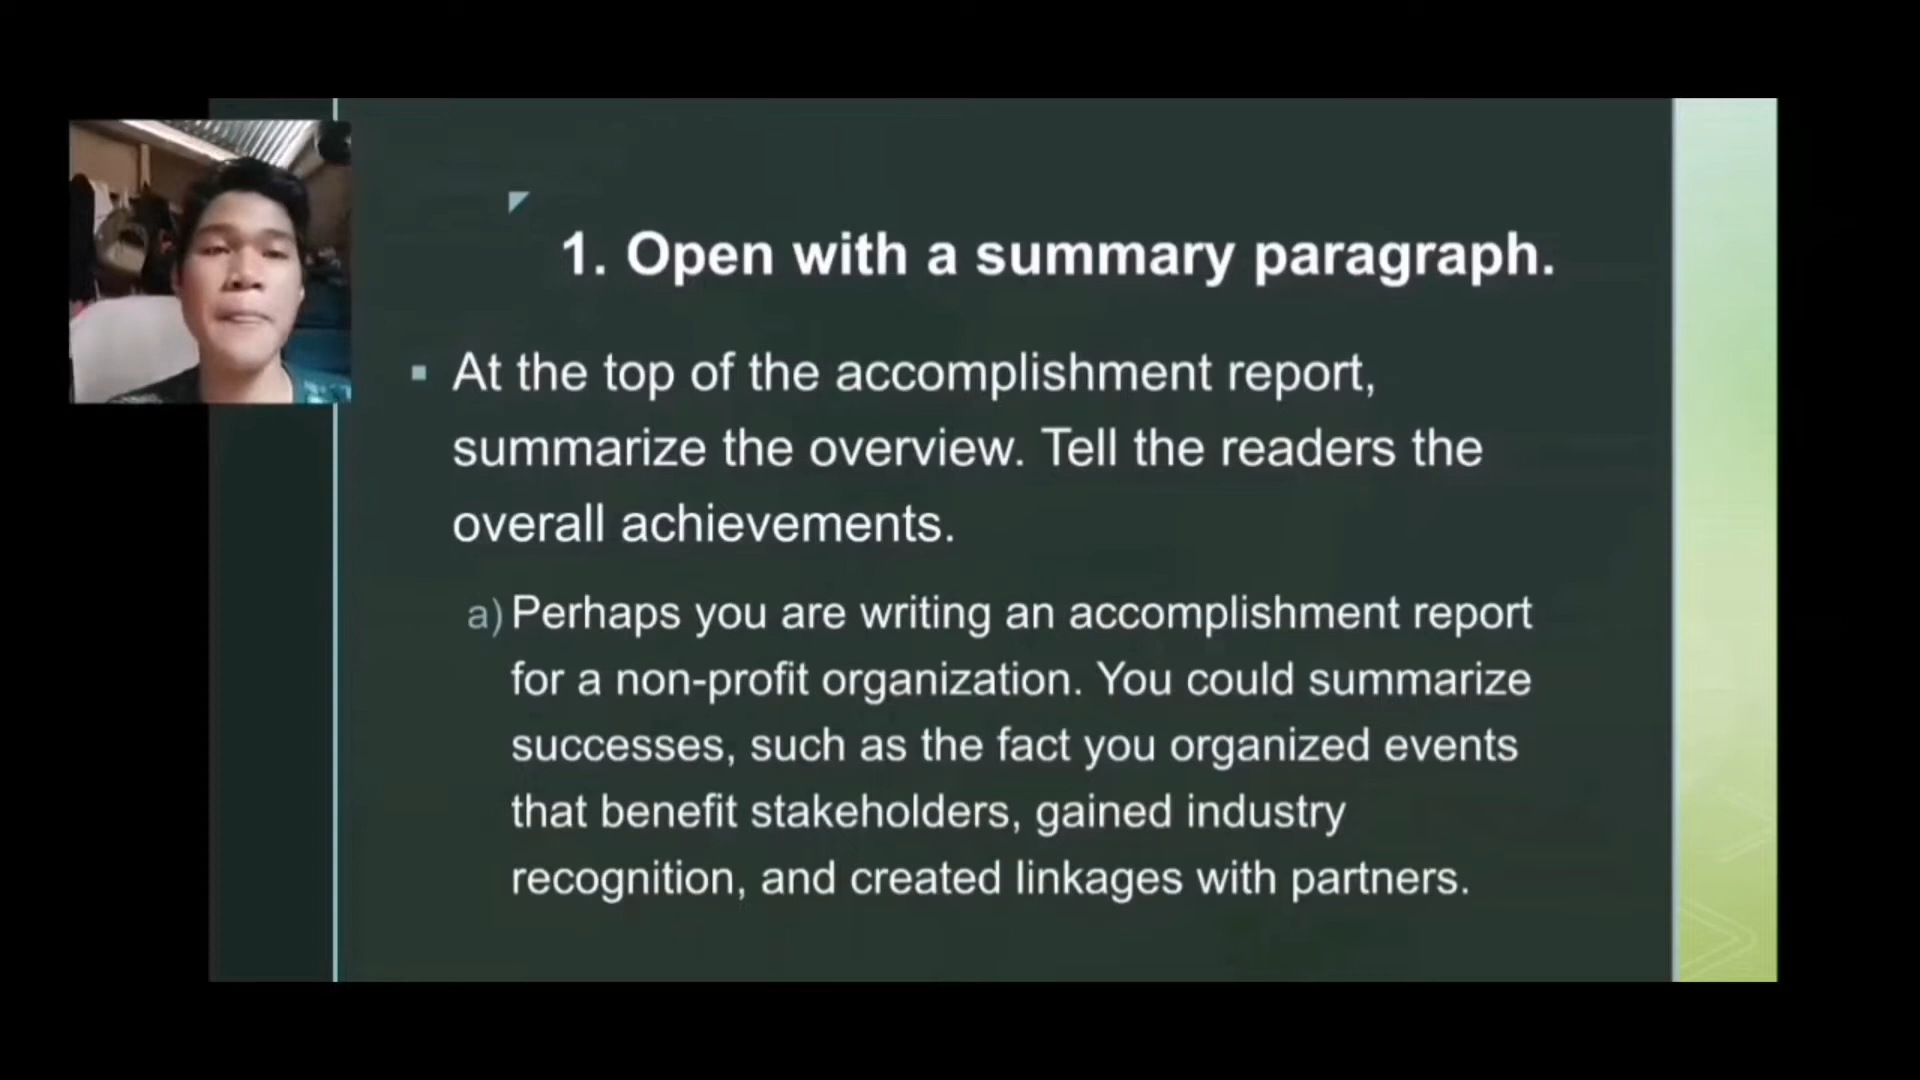 1. Open with a summary paragraph.
▪ At the top of the accomplishment report,
summarize the overview. Tell the readers the
overall achievements.
a) Perhaps you are writing an accomplishment report
for a non-profit organization. You could summarize
successes, such as the fact you organized events
that benefit stakeholders, gained industry
recognition, and created linkages with partners.